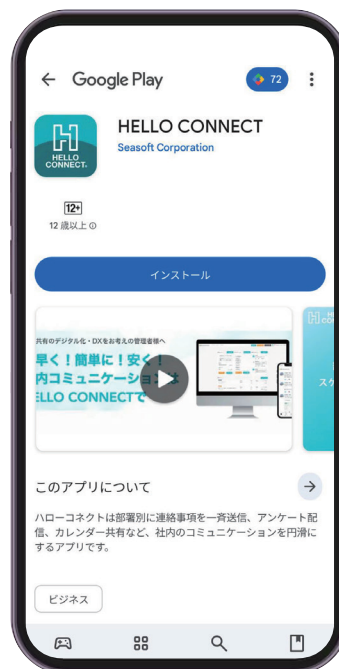 Google Play
72
HELLO CONNECT
Seasoft Corporation
HELLO
CONNECT
12+
12 歳以上
インストール
共有のデジタル化・DXをお考えの管理者様へ
早く！簡単に！安く！
内コミュニケーションは
ELLO CONNECTで
このアプリについて
ハローコネクトは部署別に連絡事項を一斉送信、アンケート配
信、カレンダー共有など、社内のコミュニケーションを円滑に
するアプリです。
ビジネス